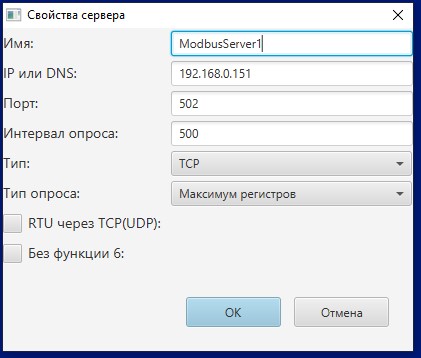 Свойства сервера
Имя: ModbusServer1
IP или DNS: 192.168.0.151
Порт: 502
Интервал опроса: 500
Тип: TCP
Тип опроса: Максимум регистров
RTU через TCP(UDP):
Без функции 6:
OK Отмена